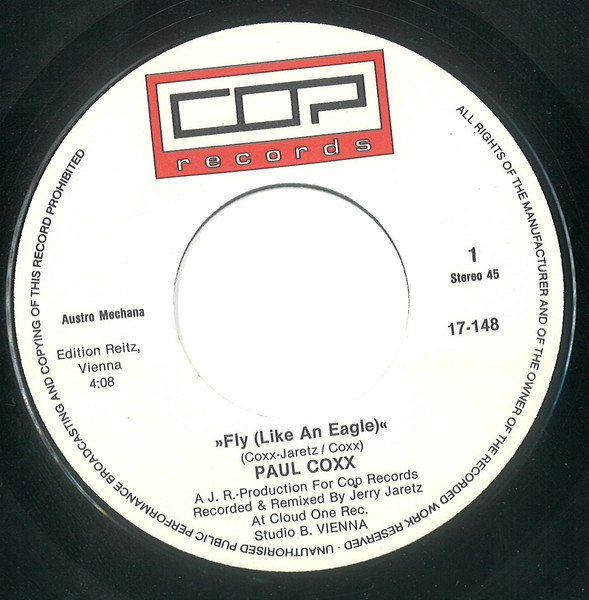 COP
records
ALL RIGHTS OF THE MANUFACTURER AND OF THE OWNER OF THE RECORDED WORK RESERVED · UNAUTHORISED PUBLIC PERFORMANCE BROADCASTING AND COPYING OF THIS RECORD PROHIBITED
1
Stereo 45
17-148
Austro Mechana
Edition Reitz,
Vienna
4:08
»Fly (Like An Eagle)«
(Coxx-Jaretz / Coxx)
PAUL COXX
A J. R.-Production For Cop Records
Recorded & Remixed By Jerry Jaretz
At Cloud One Rec.
Studio B. VIENNA